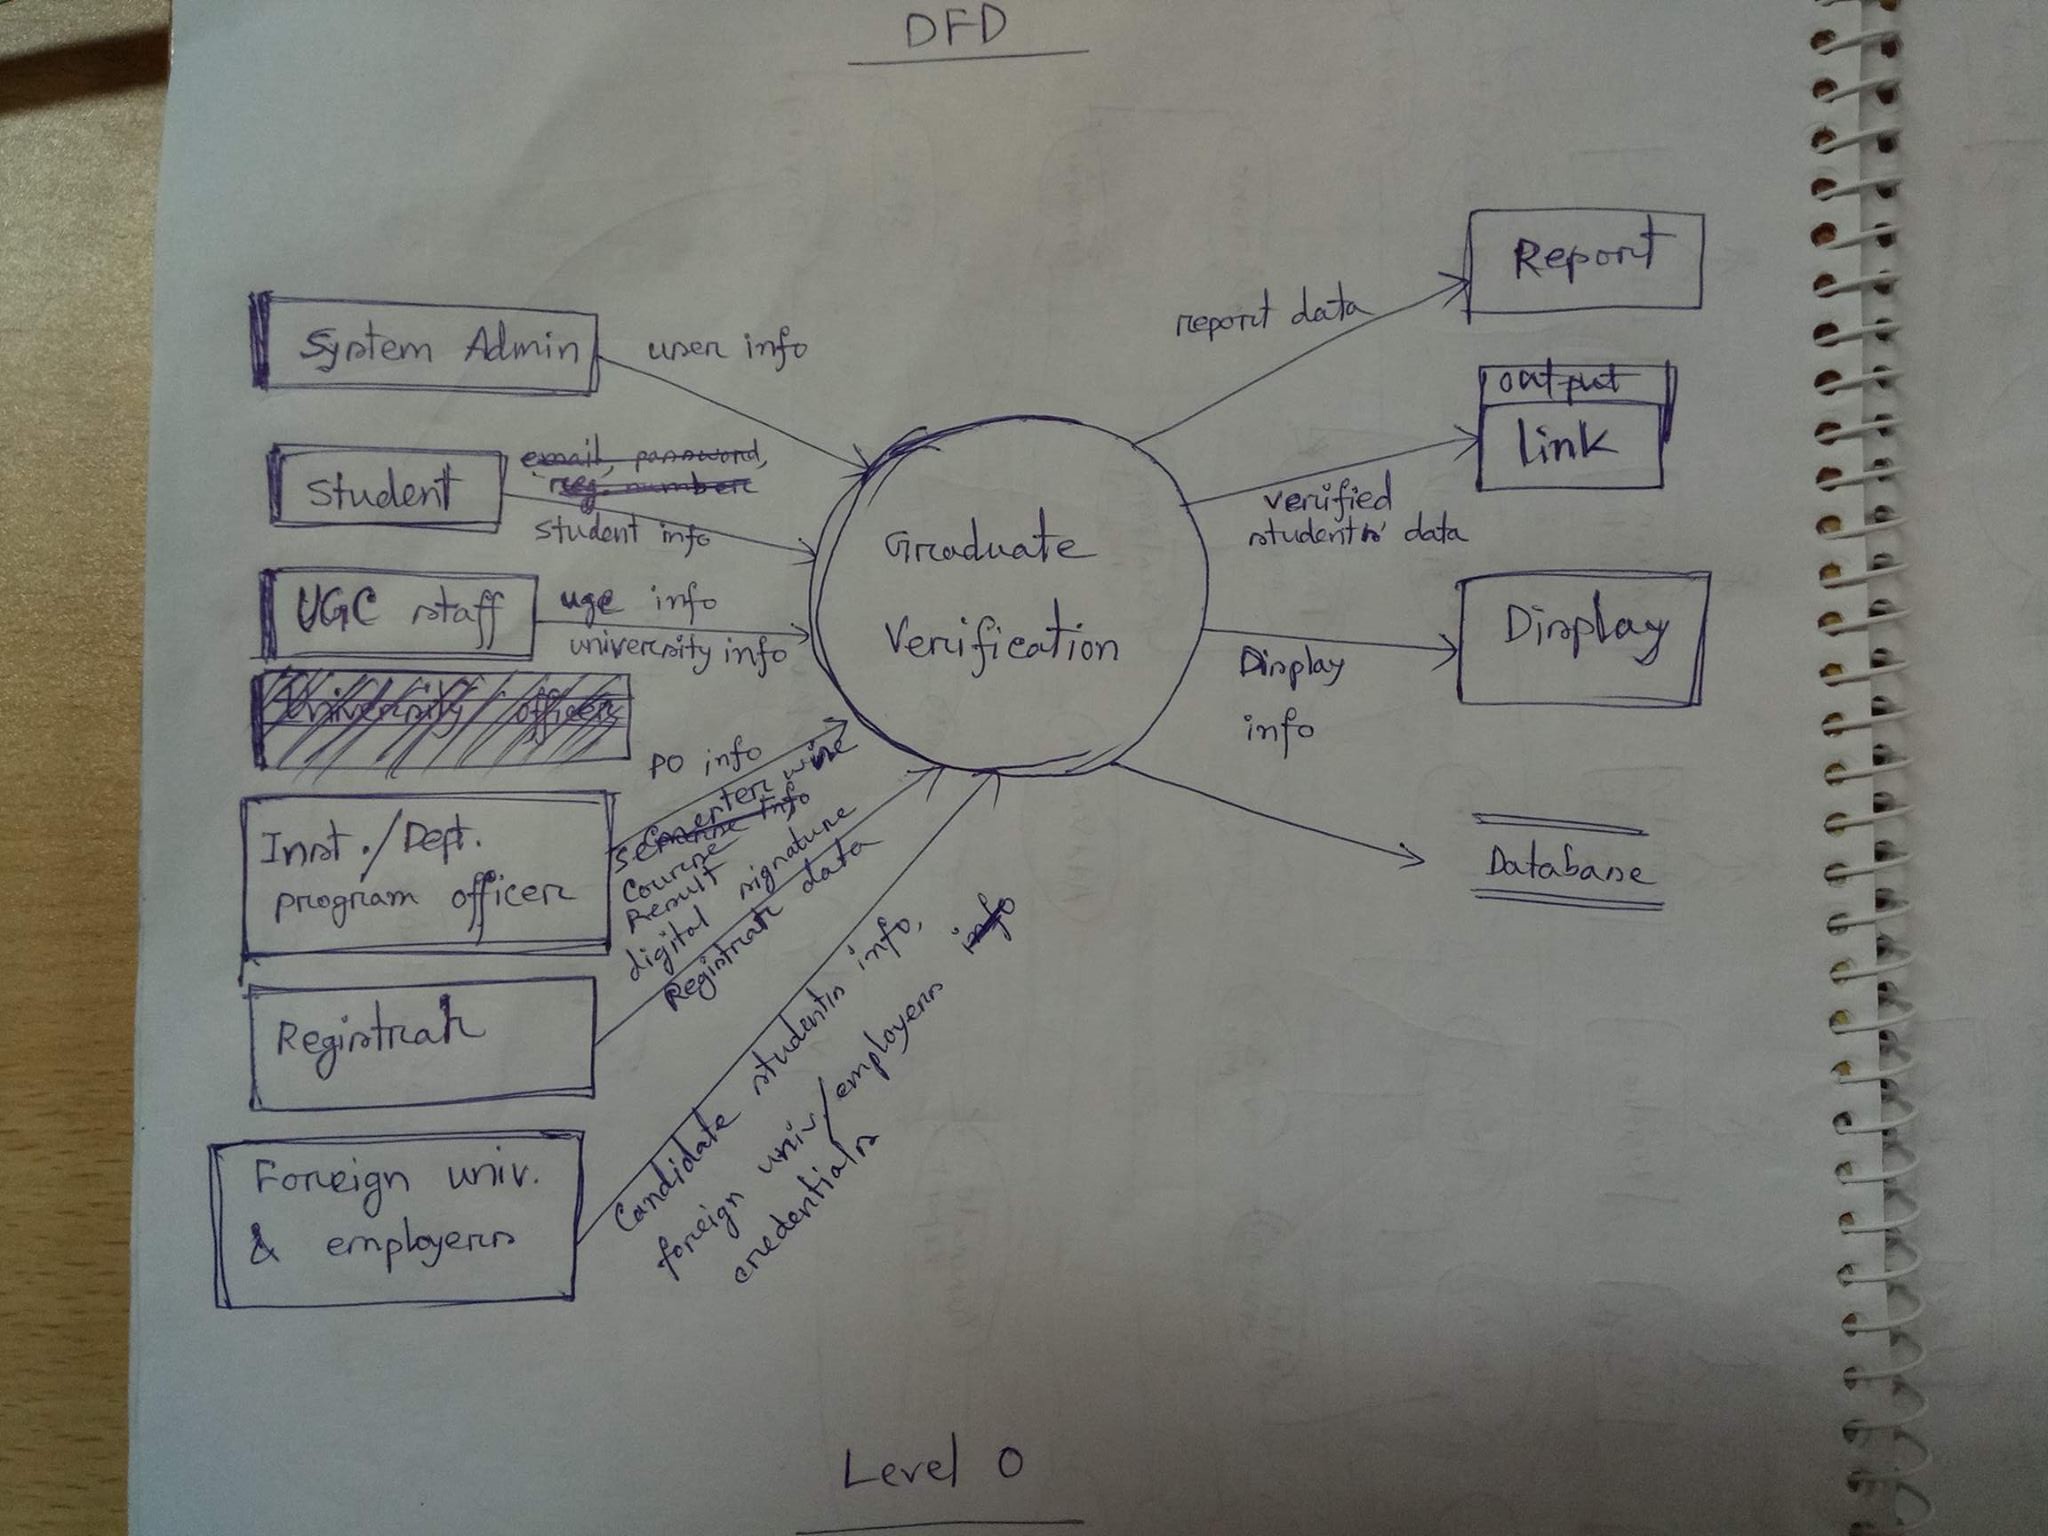 DFD
System Admin
user info
Student
email, password,
reg. number
student info
UGC staff
ugc info
university info
University officer
Inst./Dept.
program officer
PO info
Semester wise
Course info
Course
Result
digital signature
Registrar
Registrar data
Foreign univ.
& employers
Candidate students info,
foreign univ/employers info
credentials
Graduate
Verification
report data
Report
output
link
verified
students' data
Display
Display
info
Database
Level 0